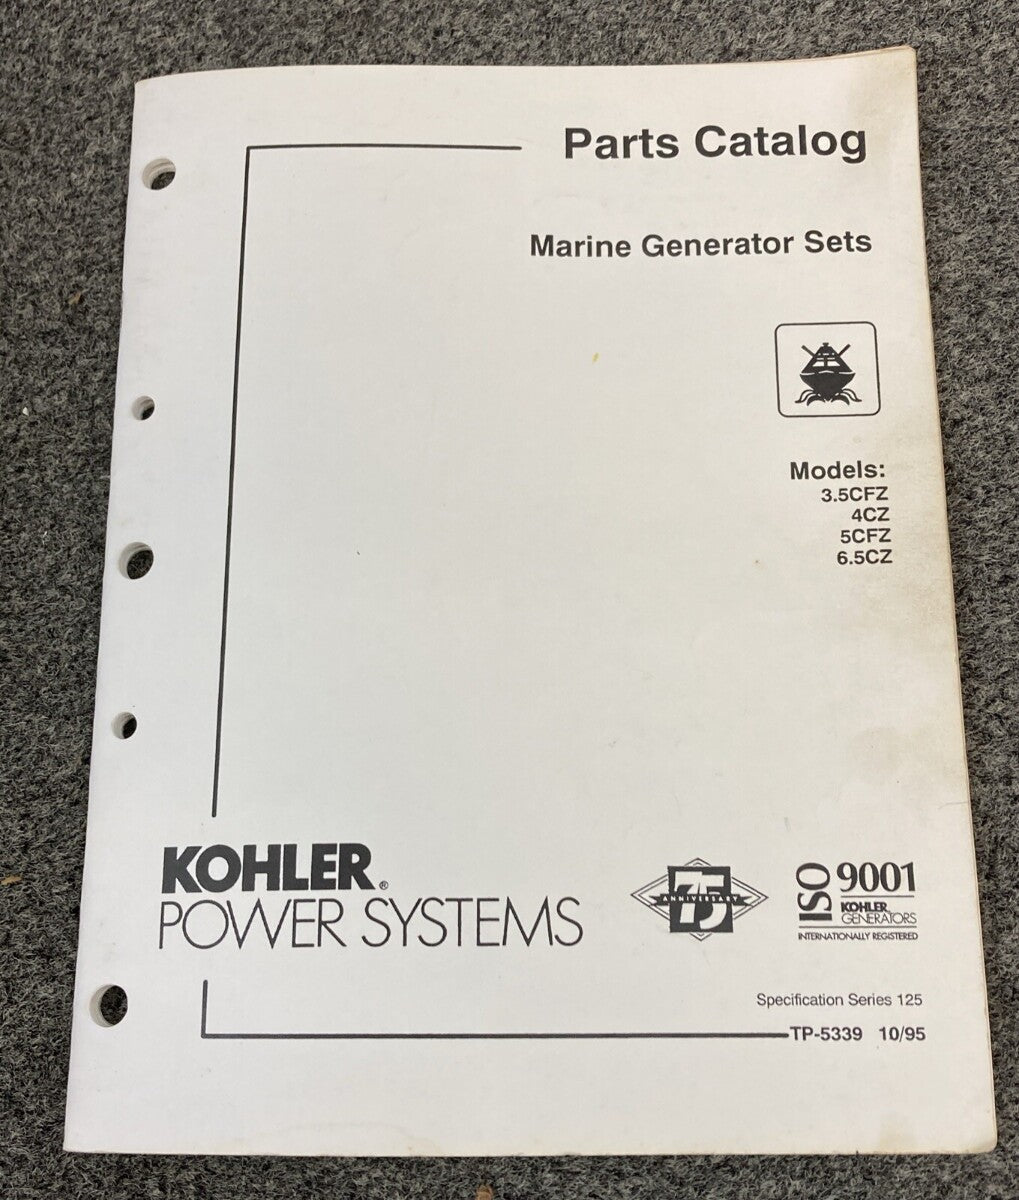 Parts Catalog
Marine Generator Sets
Models:
3.5CFZ
4CZ
5CFZ
6.5CZ
KOHLER®
POWER SYSTEMS
75
ANNIVERSARY
ISO 9001
KOHLER
GENERATORS
INTERNATIONALLY REGISTERED
Specification Series 125
TP-5339 10/95